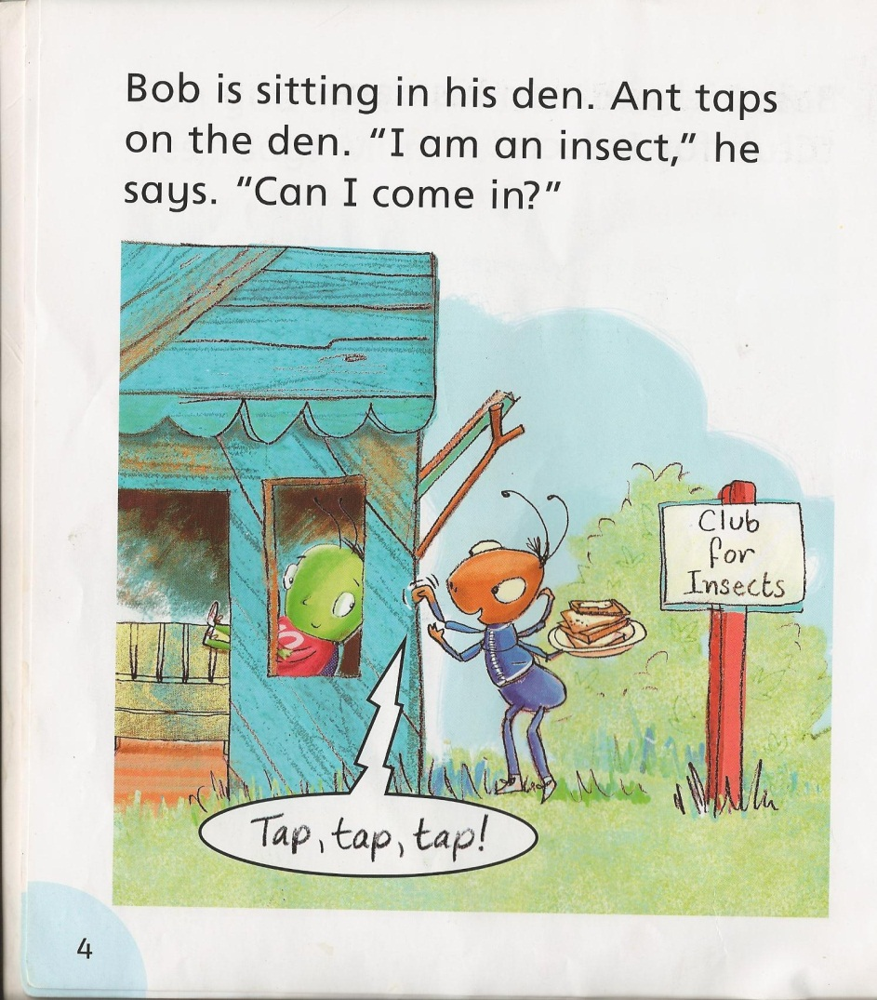 Bob is sitting in his den. Ant taps
on the den. “I am an insect,” he
says. “Can I come in?”
Club
for
Insects
Tap, tap, tap!
4